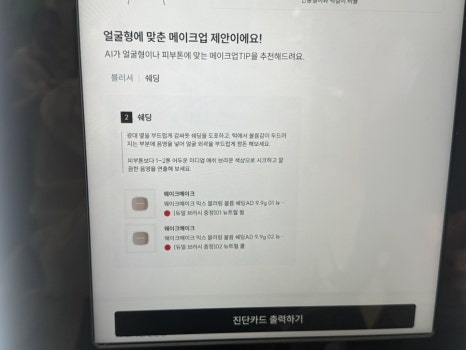 얼굴형에 맞춘 메이크업 제안이에요!
AI가 얼굴형이나 피부톤에 맞는 메이크업TIP을 추천해드려요.
블러셔 | 쉐딩
2 쉐딩
광대 옆을 부드럽게 감싸듯 쉐딩을 도포하고, 턱에서 볼록감이 두드러
지는 부분에 음영을 넣어 얼굴 외곽을 부드럽게 정돈 해보세요.
피부톤보다 1~2톤 어두운 미디엄 애쉬 브라운 색상으로 시크하고 깔
끔한 음영을 연출해 보세요.
웨이크메이크
웨이크메이크 믹스 블러링 볼륨 쉐딩AD 9.9g 01 뉴…
[듀얼 브러시 증정]01 뉴트럴 웜
웨이크메이크
웨이크메이크 믹스 블러링 볼륨 쉐딩AD 9.9g 02 뉴…
[듀얼 브러시 증정]02 뉴트럴 쿨
진단카드 출력하기